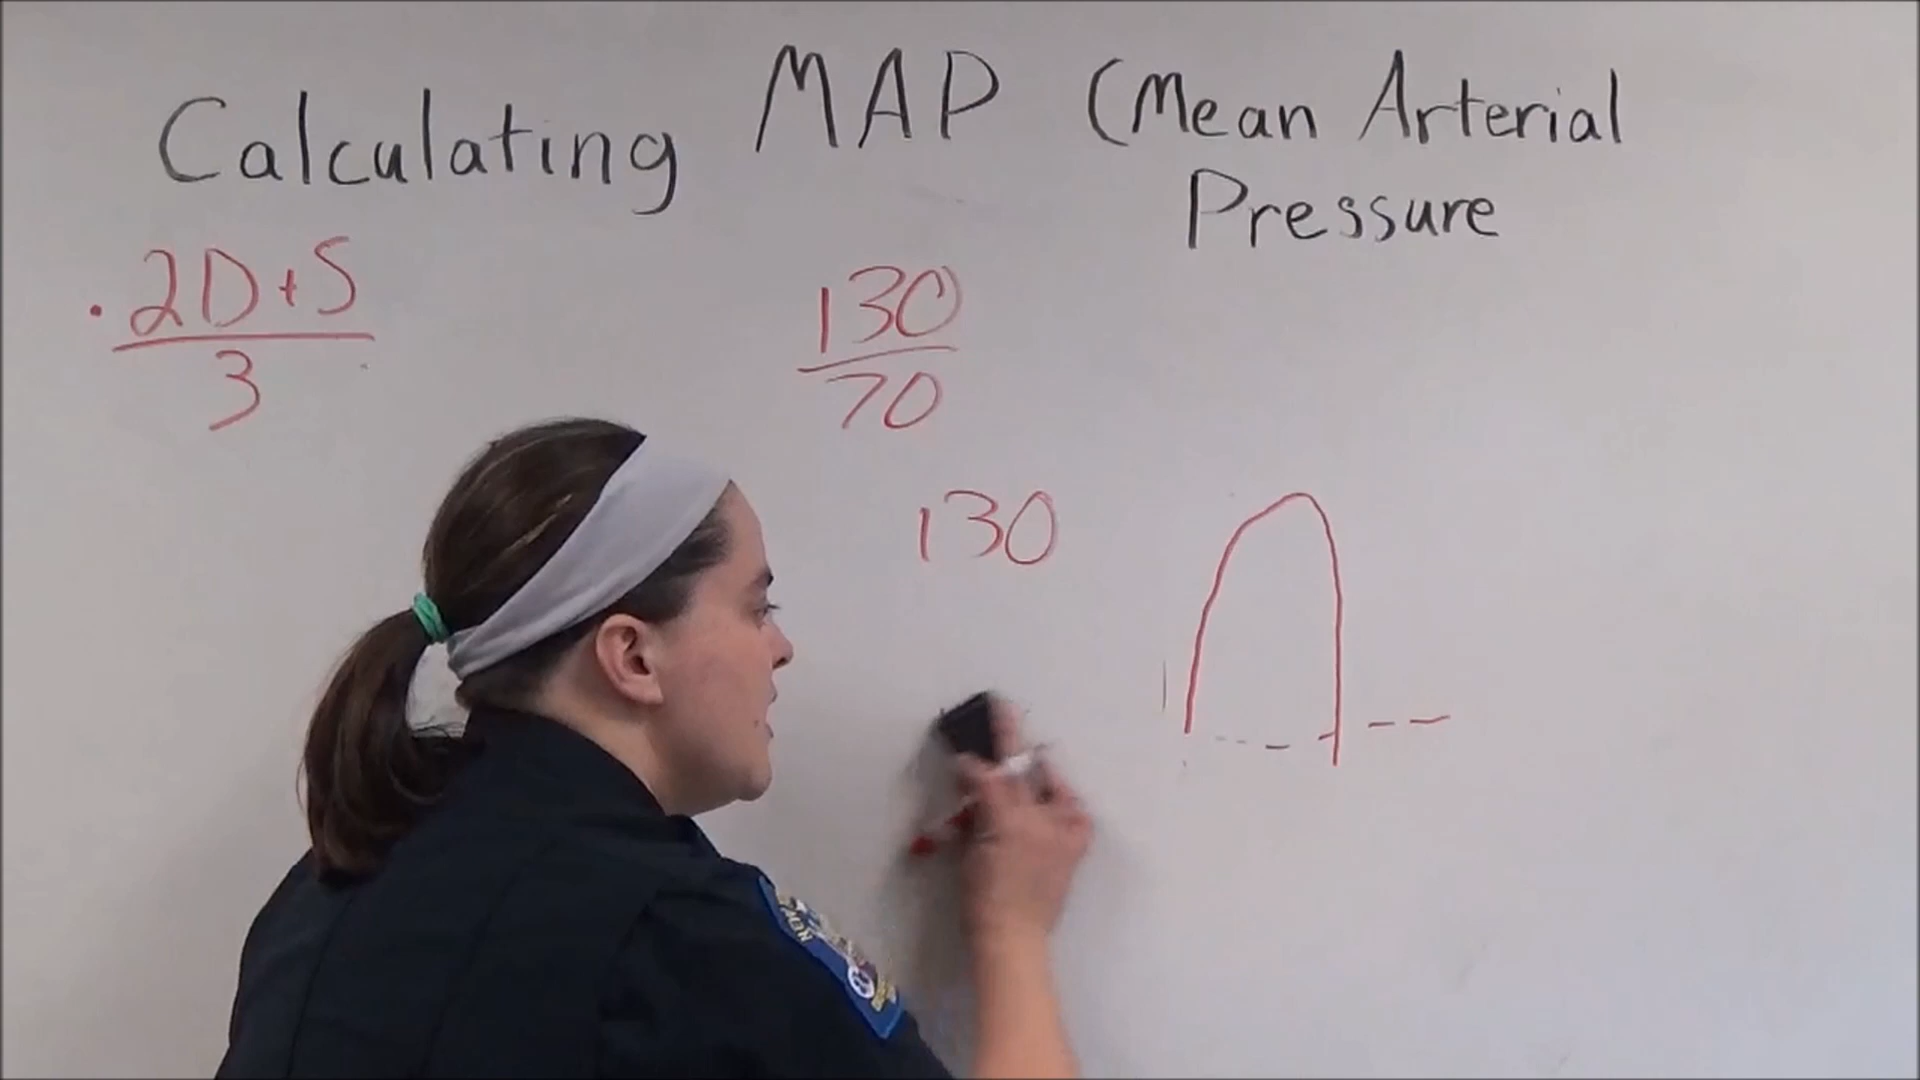 Calculating MAP (Mean Arterial
Pressure
. 2D+S
3
130
70
130